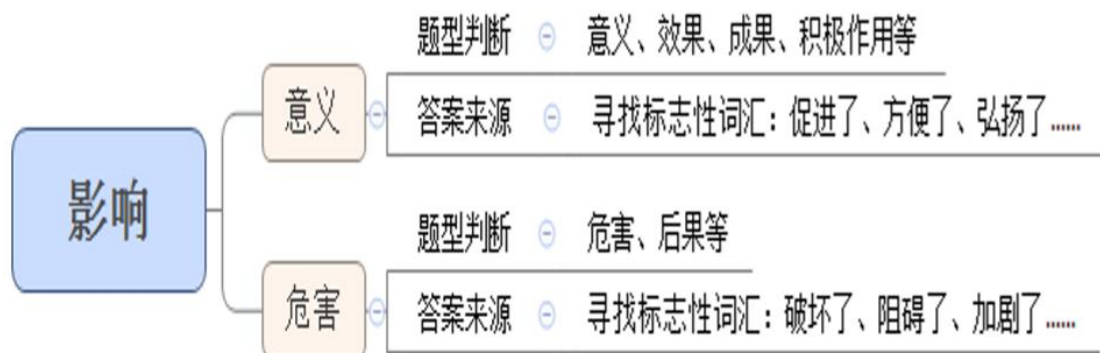 影响
意义
题型判断 意义、效果、成果、积极作用等
答案来源 寻找标志性词汇：促进了、方便了、弘扬了......
危害
题型判断 危害、后果等
答案来源 寻找标志性词汇：破坏了、阻碍了、加剧了......